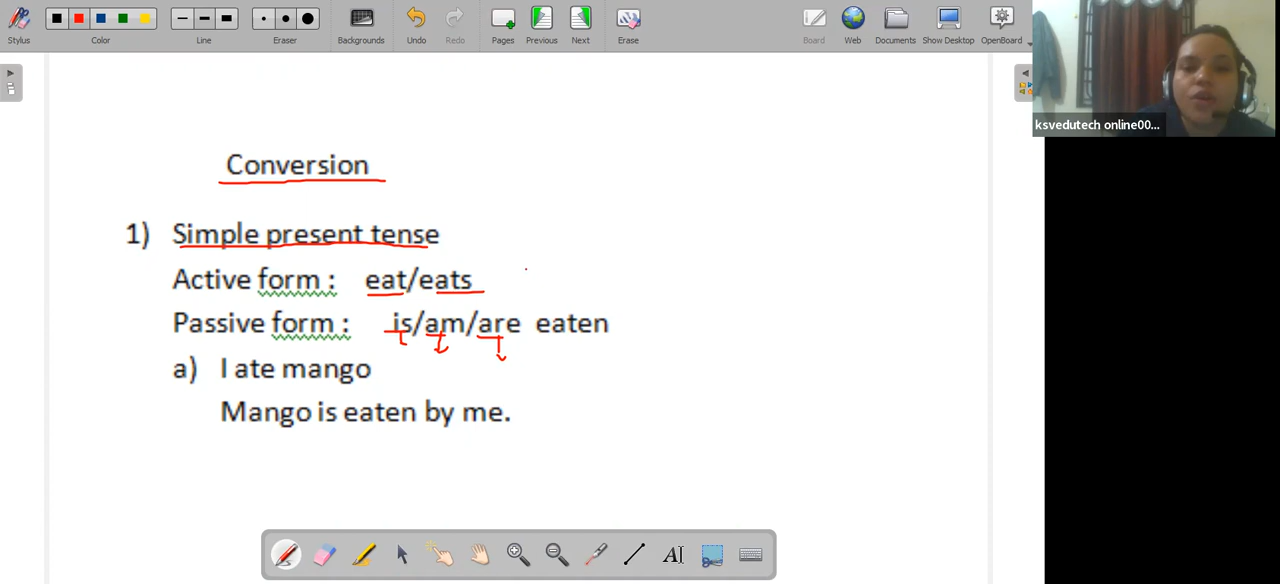 Stylus
Color
Line
Eraser
Backgrounds
Undo
Redo
Pages
Previous
Next
Erase
Board
Web
Documents
Show Desktop
OpenBoard
ksvedutech online00...
Conversion
1) Simple present tense
Active form : eat/eats
Passive form : is/am/are eaten
a) I ate mango
Mango is eaten by me.
A